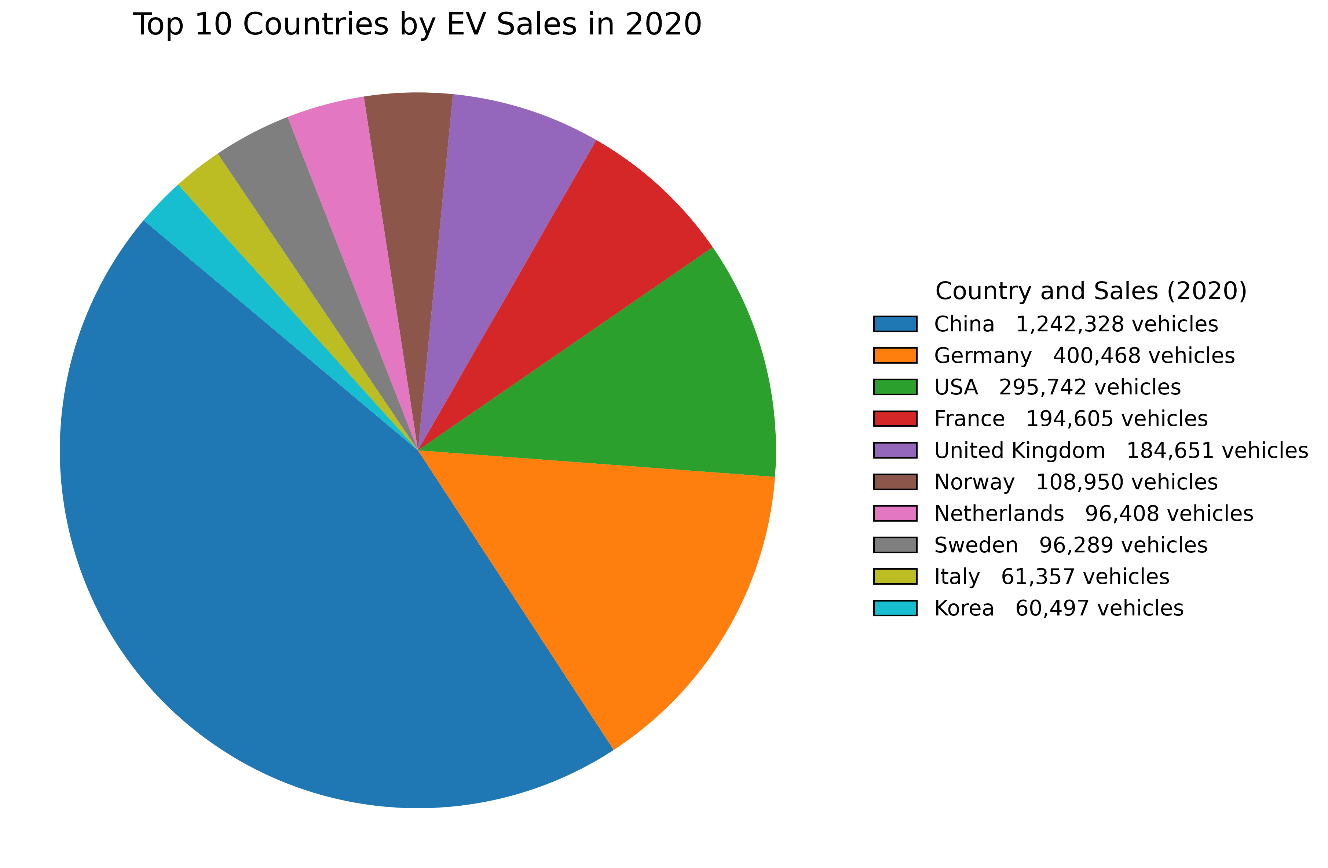 Top 10 Countries by EV Sales in 2020
Country and Sales (2020)
China 1,242,328 vehicles
Germany 400,468 vehicles
USA 295,742 vehicles
France 194,605 vehicles
United Kingdom 184,651 vehicles
Norway 108,950 vehicles
Netherlands 96,408 vehicles
Sweden 96,289 vehicles
Italy 61,357 vehicles
Korea 60,497 vehicles